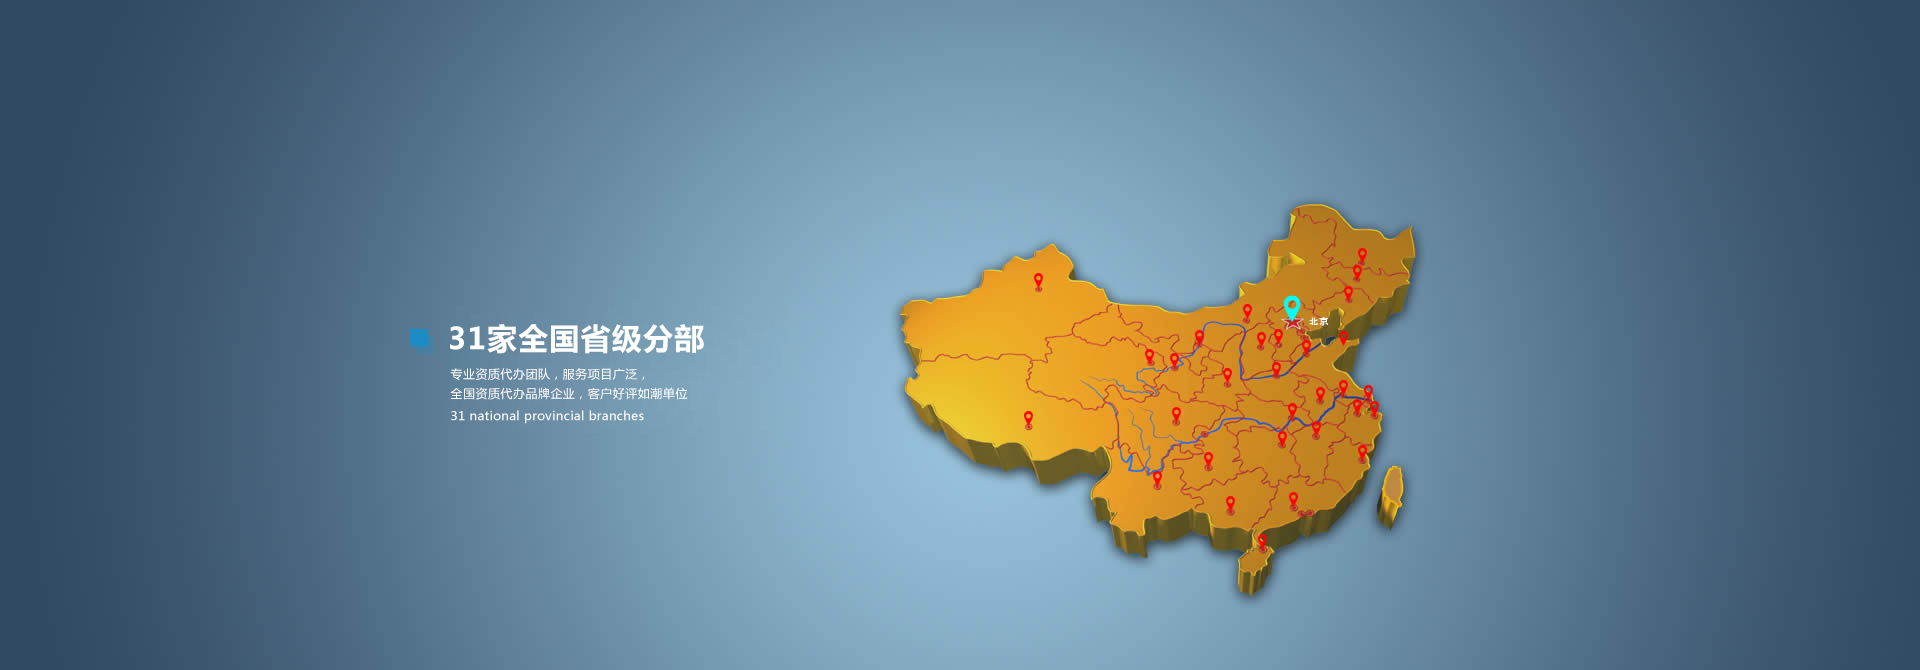 31家全国省级分部
专业资质代办团队，服务项目广泛，
全国资质代办品牌企业，客户好评如潮单位
31 national provincial branches
北京